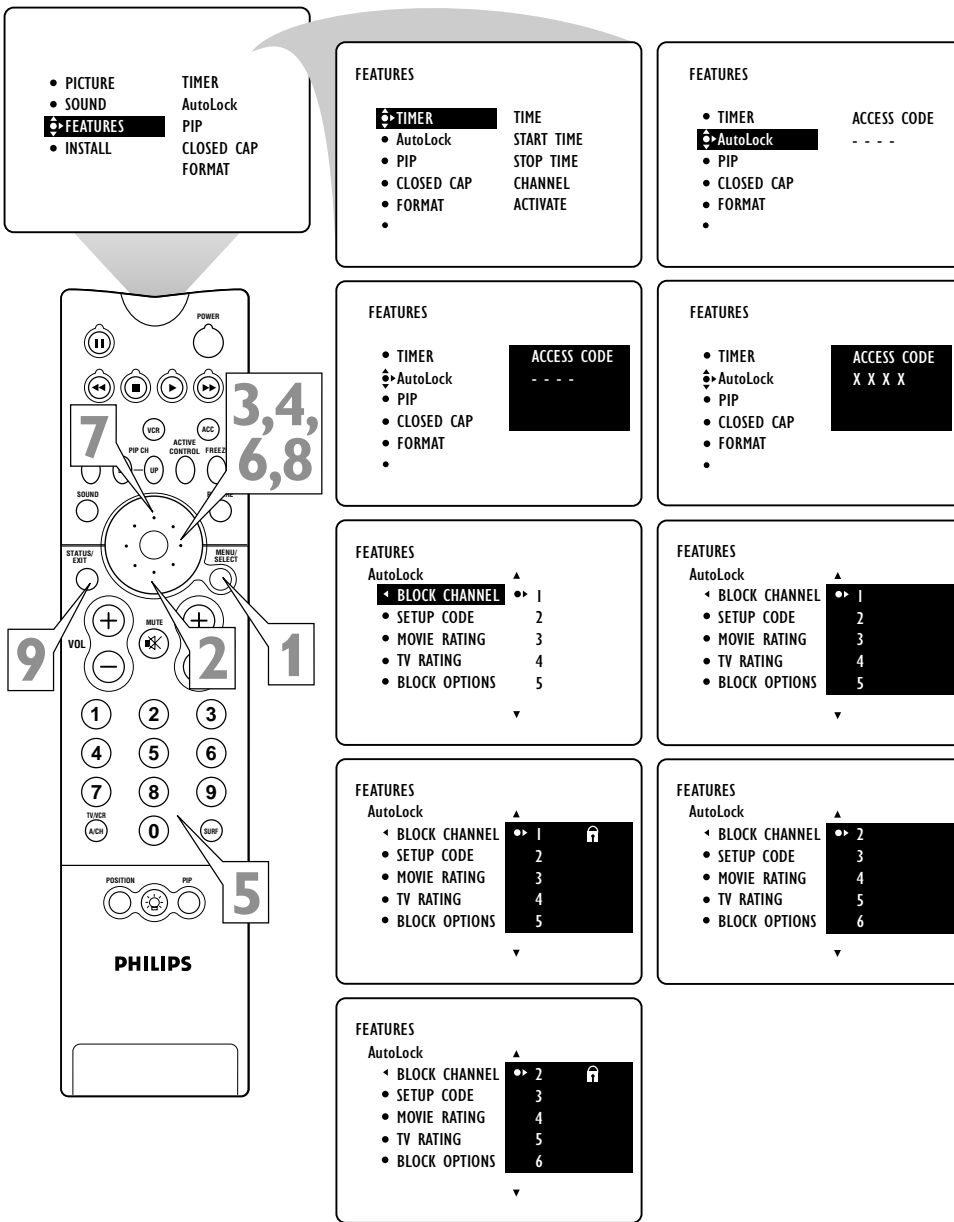 PICTURE TIMER
SOUND AutoLock
FEATURES PIP
INSTALL CLOSED CAP
FORMAT
FEATURES
TIMER TIME
AutoLock START TIME
PIP STOP TIME
CLOSED CAP CHANNEL
FORMAT ACTIVATE
FEATURES
TIMER ACCESS CODE
AutoLock - - - -
PIP
CLOSED CAP
FORMAT
FEATURES
TIMER ACCESS CODE
AutoLock - - - -
PIP
CLOSED CAP
FORMAT
FEATURES
TIMER ACCESS CODE
AutoLock X X X X
PIP
CLOSED CAP
FORMAT
FEATURES
AutoLock
BLOCK CHANNEL 1
SETUP CODE 2
MOVIE RATING 3
TV RATING 4
BLOCK OPTIONS 5
FEATURES
AutoLock
BLOCK CHANNEL 1
SETUP CODE 2
MOVIE RATING 3
TV RATING 4
BLOCK OPTIONS 5
FEATURES
AutoLock
BLOCK CHANNEL 1
SETUP CODE 2
MOVIE RATING 3
TV RATING 4
BLOCK OPTIONS 5
FEATURES
AutoLock
BLOCK CHANNEL 2
SETUP CODE 3
MOVIE RATING 4
TV RATING 5
BLOCK OPTIONS 6
FEATURES
AutoLock
BLOCK CHANNEL 2
SETUP CODE 3
MOVIE RATING 4
TV RATING 5
BLOCK OPTIONS 6
POWER
VCR ACC
PIP CH ACTIVE
CONTROL
UP
SOUND
7
3,4,
6,8
STATUS/
EXIT
MENU/
SELECT
VOL
MUTE
9
2
1
1 2 3
4 5 6
7 8 9
TV/VCR
A/CH 0 SURF
5
POSITION PIP
PHILIPS